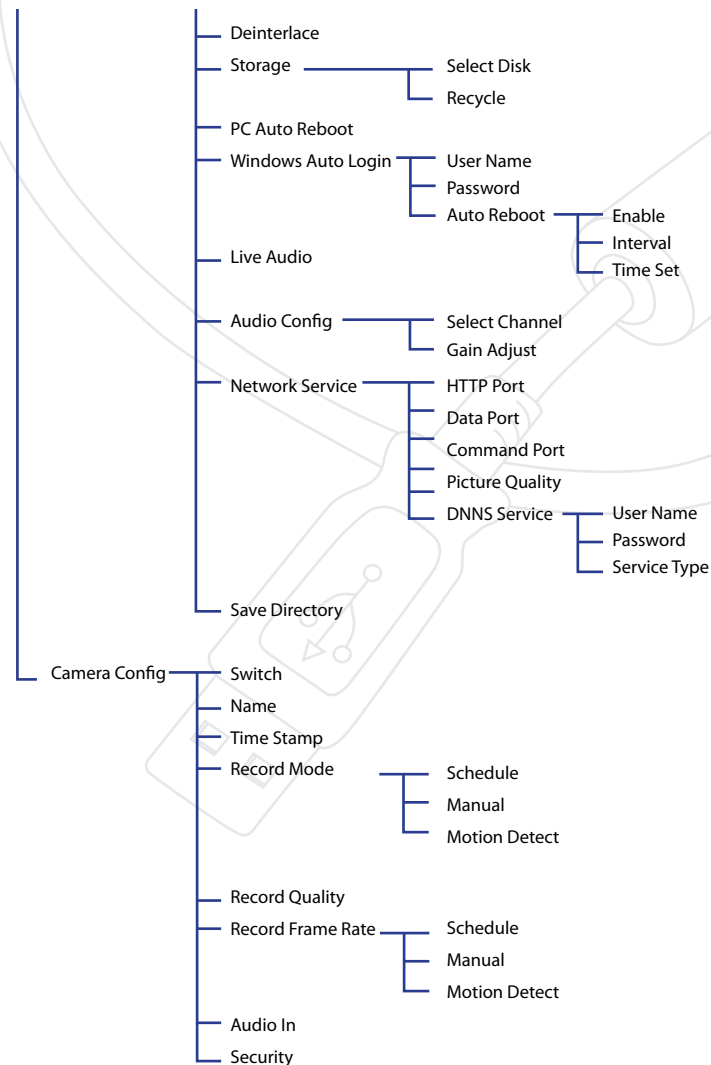 Deinterlace
Storage
Select Disk
Recycle
PC Auto Reboot
Windows Auto Login
User Name
Password
Auto Reboot
Enable
Interval
Time Set
Live Audio
Audio Config
Select Channel
Gain Adjust
Network Service
HTTP Port
Data Port
Command Port
Picture Quality
DNNS Service
User Name
Password
Service Type
Save Directory
Camera Config
Switch
Name
Time Stamp
Record Mode
Schedule
Manual
Motion Detect
Record Quality
Record Frame Rate
Schedule
Manual
Motion Detect
Audio In
Security